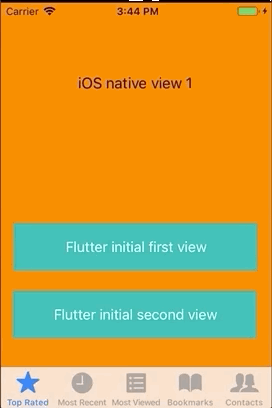 Carrier 3:44 PM
iOS native view 1
Flutter initial first view
Flutter initial second view
Top Rated Most Recent Most Viewed Bookmarks Contacts